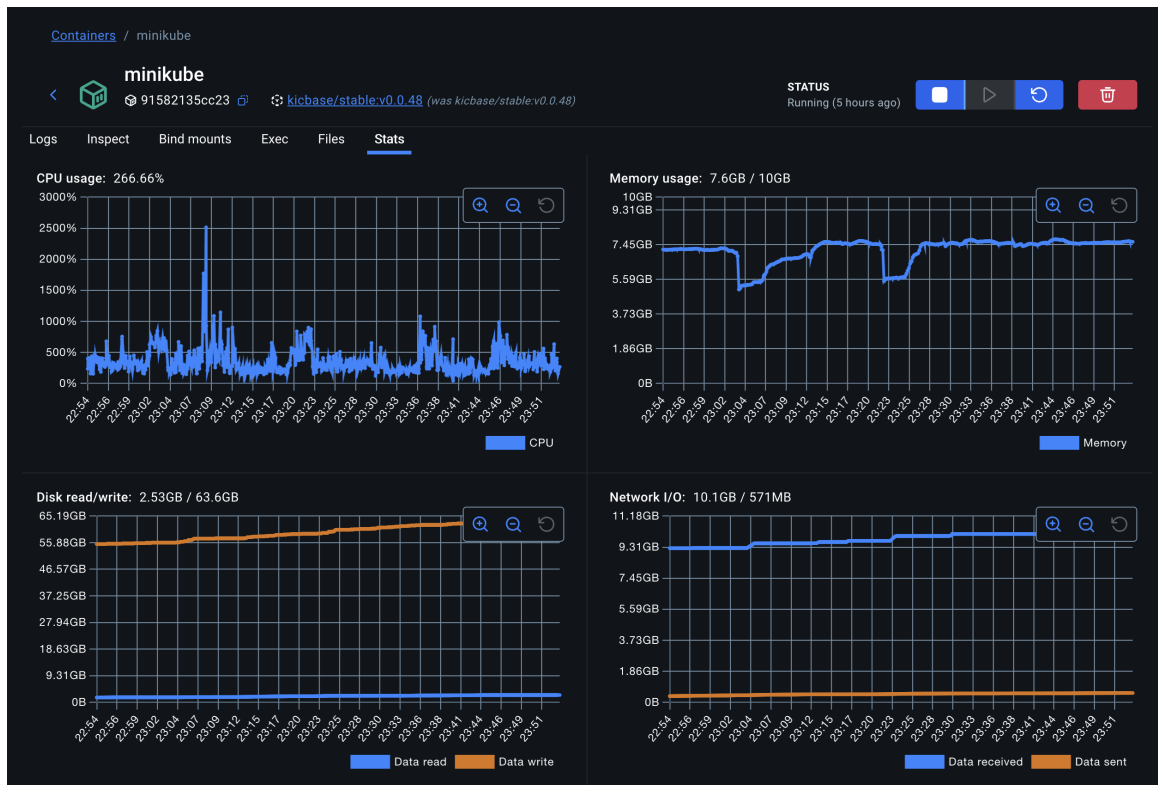 Containers / minikube
minikube
91582135cc23 kicbase/stable:v0.0.48 (was kicbase/stable:v0.0.48)
STATUS
Running (5 hours ago)
Logs Inspect Bind mounts Exec Files Stats
CPU usage: 266.66%
3000%
2500%
2000%
1500%
1000%
500%
0%
22:54 22:56 22:59 23:02 23:04 23:07 23:09 23:12 23:15 23:17 23:20 23:23 23:25 23:28 23:30 23:33 23:36 23:38 23:41 23:44 23:46 23:49 23:51
CPU
Memory usage: 7.6GB / 10GB
10GB
9.31GB
7.45GB
5.59GB
3.73GB
1.86GB
0B
22:54 22:56 22:59 23:02 23:04 23:07 23:09 23:12 23:15 23:17 23:20 23:23 23:25 23:28 23:30 23:33 23:36 23:38 23:41 23:44 23:46 23:49 23:51
Memory
Disk read/write: 2.53GB / 63.6GB
65.19GB
55.88GB
46.57GB
37.25GB
27.94GB
18.63GB
9.31GB
0B
22:54 22:56 22:59 23:02 23:04 23:07 23:09 23:12 23:15 23:17 23:20 23:23 23:25 23:28 23:30 23:33 23:36 23:38 23:41 23:44 23:46 23:49 23:51
Data read Data write
Network I/O: 10.1GB / 571MB
11.18GB
9.31GB
7.45GB
5.59GB
3.73GB
1.86GB
0B
22:54 22:56 22:59 23:02 23:04 23:07 23:09 23:12 23:15 23:17 23:20 23:23 23:25 23:28 23:30 23:33 23:36 23:38 23:41 23:44 23:46 23:49 23:51
Data received Data sent